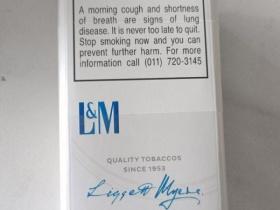 A morning cough and shortness
of breath are signs of lung
disease. It is never too late to quit.
Stop smoking now and you can
prevent further harm. For more
information call (011) 720-3145
L&M
QUALITY TOBACCOS
SINCE 1953
Liggett Myers